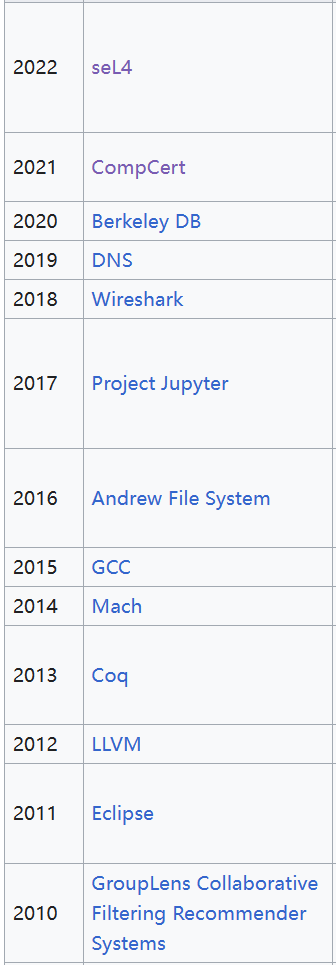 2022 seL4
2021 CompCert
2020 Berkeley DB
2019 DNS
2018 Wireshark
2017 Project Jupyter
2016 Andrew File System
2015 GCC
2014 Mach
2013 Coq
2012 LLVM
2011 Eclipse
GroupLens Collaborative
2010 Filtering Recommender
Systems